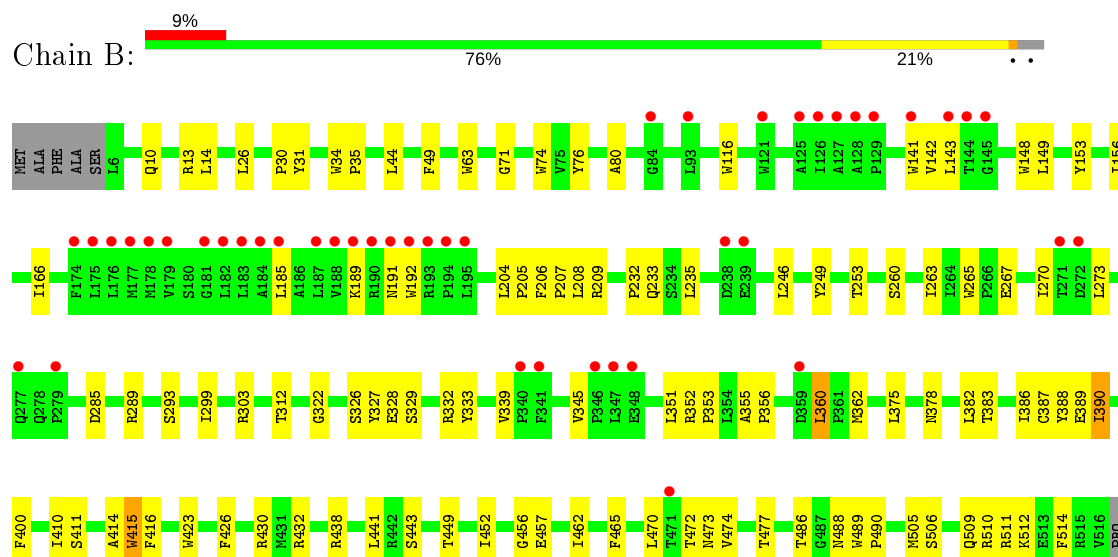 9%
Chain B:
76% 21%
MET ALA PHE ALA SER L6 Q10 R13 L14 L26 P30 Y31 W34 P35 L44 F49 W63 G71 W74 V75 Y76 A80 G84 L93 W116 W121 A125 I126 A127 A128 P129 W141 V142 L143 T144 G145 W148 L149 Y153 I156
I166 F174 L175 L176 M177 M178 V179 S180 G181 L182 L183 A184 L185 A186 L187 V188 K189 R190 N191 W192 R193 P194 L195 L204 P205 F206 P207 L208 R209 P232 Q233 S234 L235 D238 E239 L246 Y249 T253 S260 I263 I264 W265 P266 E267 I270 T271 D272 L273
Q277 Q278 P279 D285 R289 S293 I299 R303 T312 G322 S326 Y327 E328 S329 R332 Y333 V339 P340 F341 V345 P346 L347 E348 L351 R352 P353 L354 A355 P356 D359 L360 P361 M362 L375 N378 L382 T383 I386 C387 Y388 E389 I390
F400 I410 S411 A414 W415 F416 W423 F426 R430 M431 R432 R438 L441 R442 S443 T449 I452 G456 E457 I462 F465 L470 T471 T472 N473 V474 T477 T486 G487 N488 W489 P490 M505 S506 Q509 R510 R511 K512 E513 F514 R515 V516